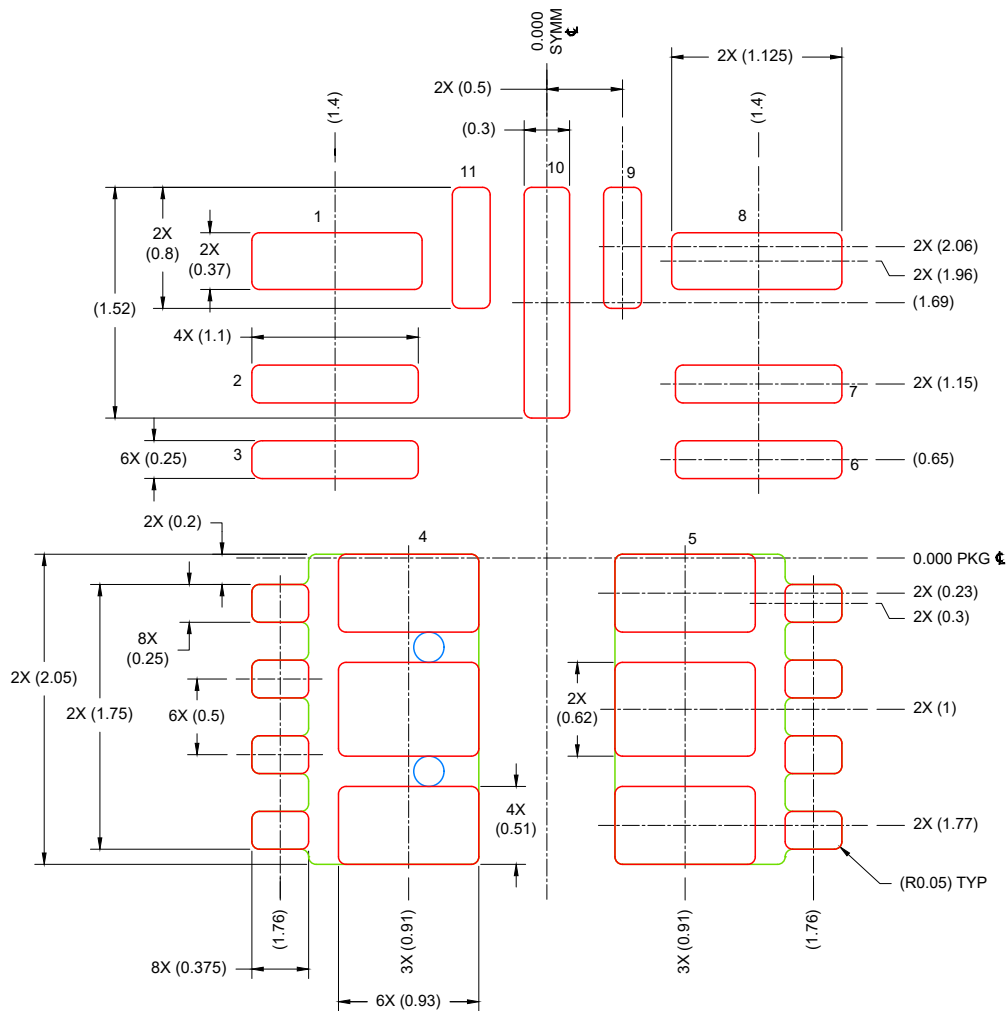 0.000
SYMM
℄
2X (1.125)
2X (0.5)
(1.4)
(1.4)
(0.3)
11
10
9
1
8
2X
(0.8)
2X
(0.37)
2X (2.06)
2X (1.96)
(1.52)
(1.69)
4X (1.1)
2
7
2X (1.15)
6X (0.25)
3
6
(0.65)
2X (0.2)
4
5
0.000 PKG ℄
2X (0.23)
2X (0.3)
8X
(0.25)
2X (2.05)
2X (1.75)
6X (0.5)
2X
(0.62)
2X (1)
4X
(0.51)
2X (1.77)
(R0.05) TYP
(1.76)
3X (0.91)
3X (0.91)
(1.76)
8X (0.375)
6X (0.93)